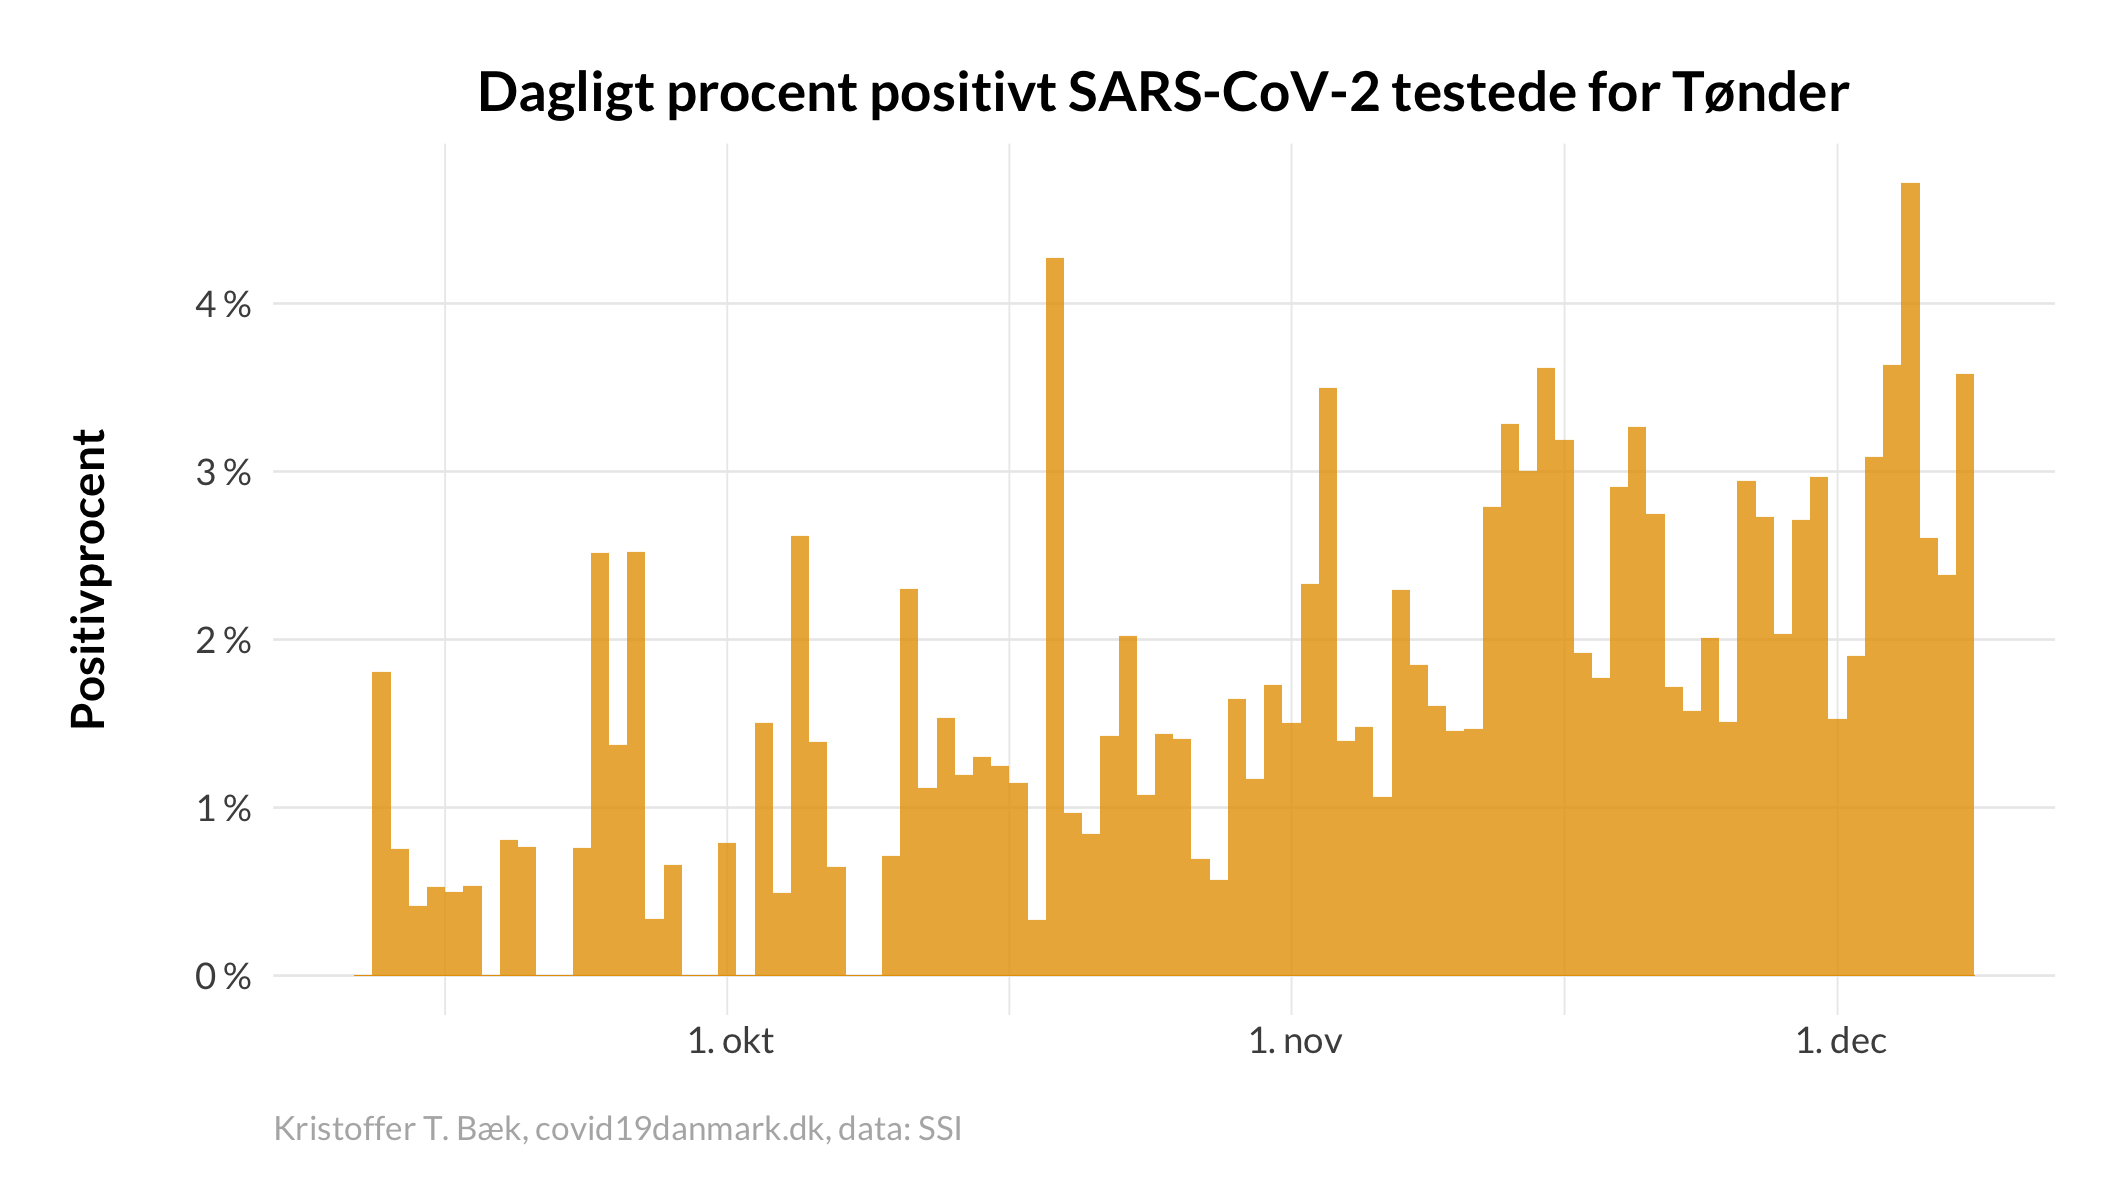 Dagligt procent positivt SARS-CoV-2 testede for Tønder
Positivprocent
4 %
3 %
2 %
1 %
0 %
1. okt
1. nov
1. dec
Kristoffer T. Bæk, covid19danmark.dk, data: SSI